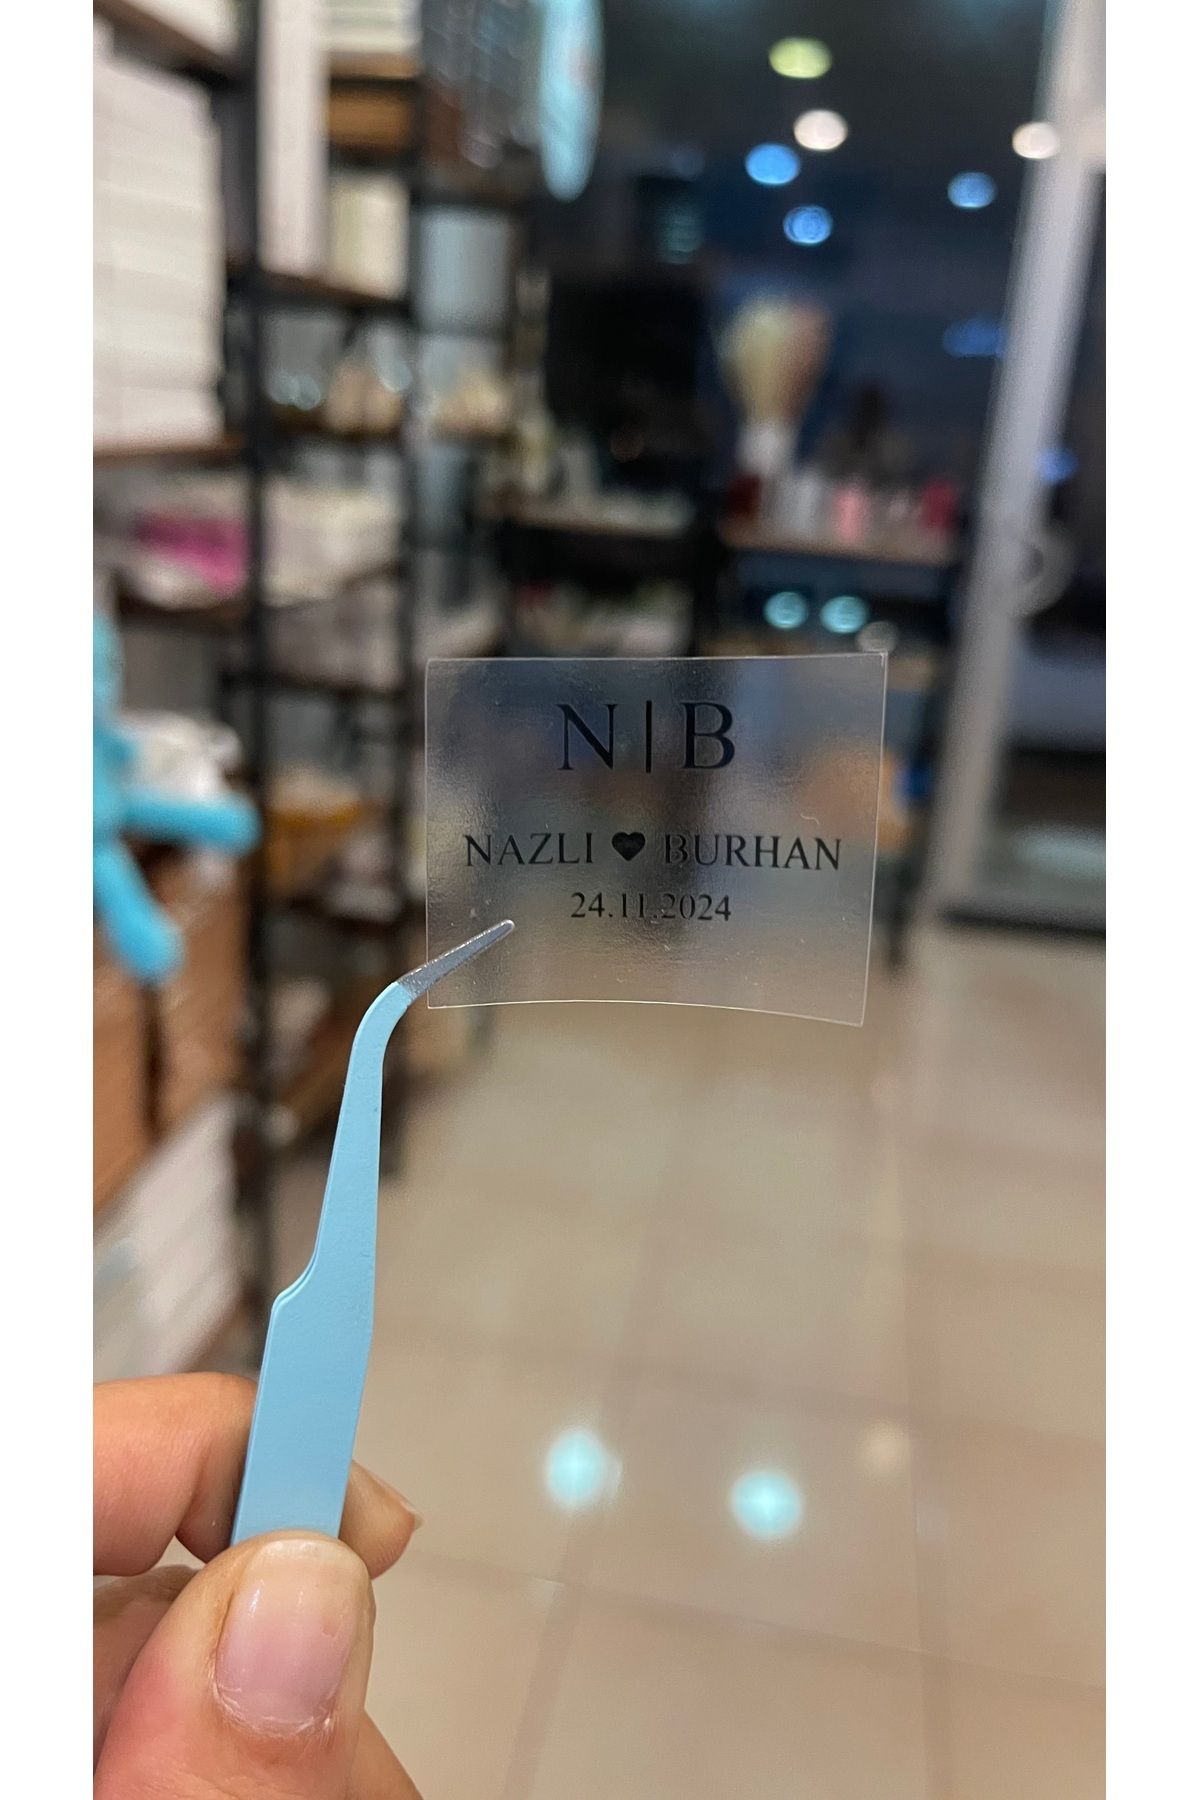 N|B
NAZLI ♥ BURHAN
24.11.2024